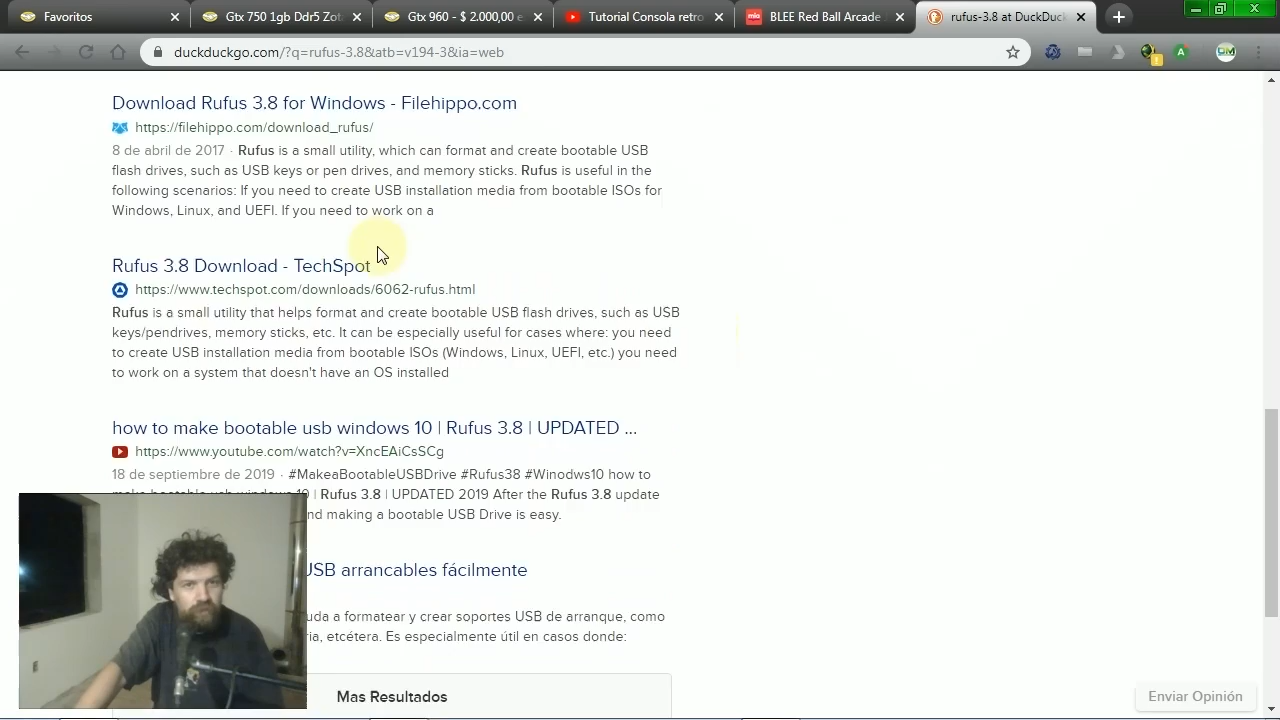 Favoritos
Gtx 750 1gb Ddr5 Zot
Gtx 960 - $ 2.000,00 e
Tutorial Consola retro
BLEE Red Ball Arcade
rufus-3.8 at DuckDuc
duckduckgo.com/?q=rufus-3.8&atb=v194-3&ia=web
Download Rufus 3.8 for Windows - Filehippo.com
https://filehippo.com/download_rufus/
8 de abril de 2017 · Rufus is a small utility, which can format and create bootable USB
flash drives, such as USB keys or pen drives, and memory sticks. Rufus is useful in the
following scenarios: If you need to create USB installation media from bootable ISOs for
Windows, Linux, and UEFI. If you need to work on a
Rufus 3.8 Download - TechSpot
https://www.techspot.com/downloads/6062-rufus.html
Rufus is a small utility that helps format and create bootable USB flash drives, such as USB
keys/pendrives, memory sticks, etc. It can be especially useful for cases where: you need
to create USB installation media from bootable ISOs (Windows, Linux, UEFI, etc.) you need
to work on a system that doesn't have an OS installed
how to make bootable usb windows 10 | Rufus 3.8 | UPDATED ...
https://www.youtube.com/watch?v=XncEAiCsSCg
18 de septiembre de 2019 · #MakeaBootableUSBDrive #Rufus38 #Winodws10 how to
| Rufus 3.8 | UPDATED 2019 After the Rufus 3.8 update
nd making a bootable USB Drive is easy.
USB arrancables fácilmente
uda a formatear y crear soportes USB de arranque, como
ria, etcétera. Es especialmente útil en casos donde:
Mas Resultados
Enviar Opinión